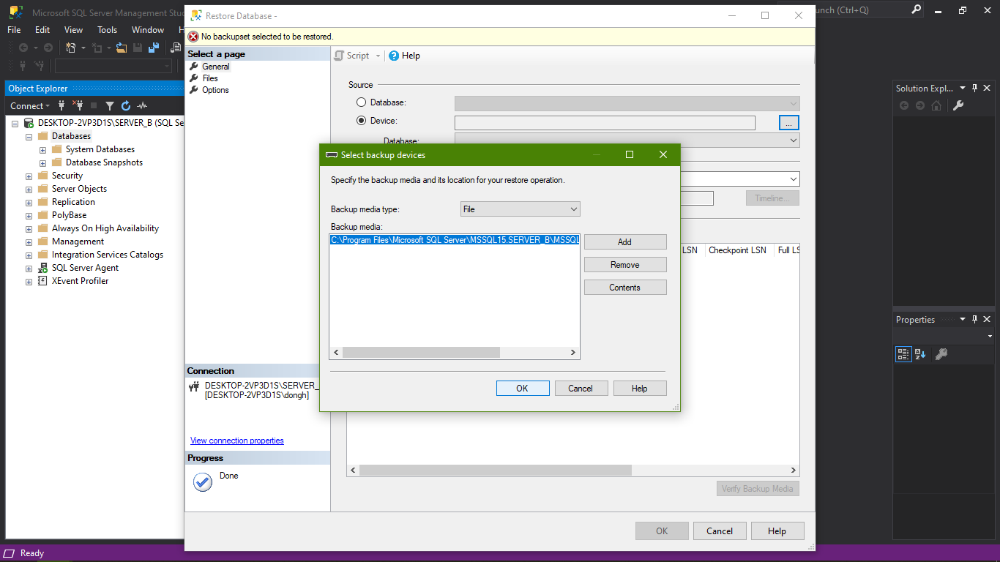 Microsoft SQL Server Management Stu
Restore Database -
unch (Ctrl+Q)
File Edit View Tools Window H
No backupset selected to be restored.
Select a page
General
Files
Options
Script Help
Object Explorer
Connect
DESKTOP-2VP3D1S\SERVER_B (SQL Se
Databases
System Databases
Database Snapshots
Security
Server Objects
Replication
PolyBase
Always On High Availability
Management
Integration Services Catalogs
SQL Server Agent
XEvent Profiler
Source
Database:
Device:
...
Database:
Timeline...
LSN Checkpoint LSN Full LS
Select backup devices
Specify the backup media and its location for your restore operation.
Backup media type: File
Backup media:
C:\Program Files\Microsoft SQL Server\MSSQL15.SERVER_B\MSSQL
Add
Remove
Contents
OK Cancel Help
Connection
DESKTOP-2VP3D1S\SERVER_
[DESKTOP-2VP3D1S\dongh]
View connection properties
Progress
Done
Verify Backup Media
OK Cancel Help
Solution Expl...
Properties
Ready